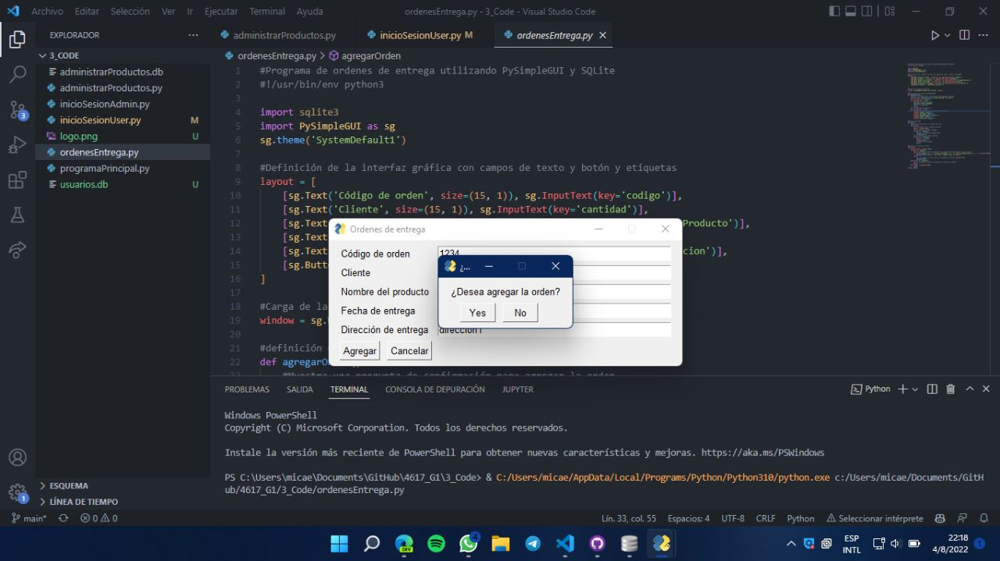 Archivo Editar Selección Ver Ir Ejecutar Terminal Ayuda
ordenesEntrega.py - 3_Code - Visual Studio Code
EXPLORADOR
3_CODE
administrarProductos.db
administrarProductos.py
inicioSesionAdmin.py
inicioSesionUser.py M
logo.png U
ordenesEntrega.py
programaPrincipal.py
usuarios.db U
ESQUEMA
LÍNEA DE TIEMPO
3
1
administrarProductos.py
inicioSesionUser.py M
ordenesEntrega.py
ordenesEntrega.py > agregarOrden
1 #Programa de ordenes de entrega utilizando PySimpleGUI y SQLite
2 #!/usr/bin/env python3
3
4 import sqlite3
5 import PySimpleGUI as sg
6 sg.theme('SystemDefault1')
7
8 #Definición de la interfaz gráfica con campos de texto y botón y etiquetas
9 layout = [
10 [sg.Text('Código de orden', size=(15, 1)), sg.InputText(key='codigo')],
11 [sg.Text('Cliente', size=(15, 1)), sg.InputText(key='cantidad')],
12 [sg.Text Producto')],
13 [sg.Text
14 [sg.Text cion')],
15 [sg.Butt
16 ]
17
18 #Carga de la
19 window = sg.
20
21 #definición
22 def agregarO
Ordenes de entrega
Código de orden 1234
Cliente
Nombre del producto
Fecha de entrega
Dirección de entrega direccion1
Agregar Cancelar
¿...
¿Desea agregar la orden?
Yes No
PROBLEMAS SALIDA TERMINAL CONSOLA DE DEPURACIÓN JUPYTER
Python
Windows PowerShell
Copyright (C) Microsoft Corporation. Todos los derechos reservados.
Instale la versión más reciente de PowerShell para obtener nuevas características y mejoras. https://aka.ms/PSWindows
PS C:\Users\micae\Documents\GitHub\4617_G1\3_Code> & C:/Users/micae/AppData/Local/Programs/Python/Python310/python.exe c:/Users/micae/Documents/GitH
ub/4617_G1/3_Code/ordenesEntrega.py
main* 0 0
Lín. 33, col. 55 Espacios: 4 UTF-8 CRLF Python Seleccionar intérprete
DEV
4
ESP
INTL
22:18
4/8/2022
1